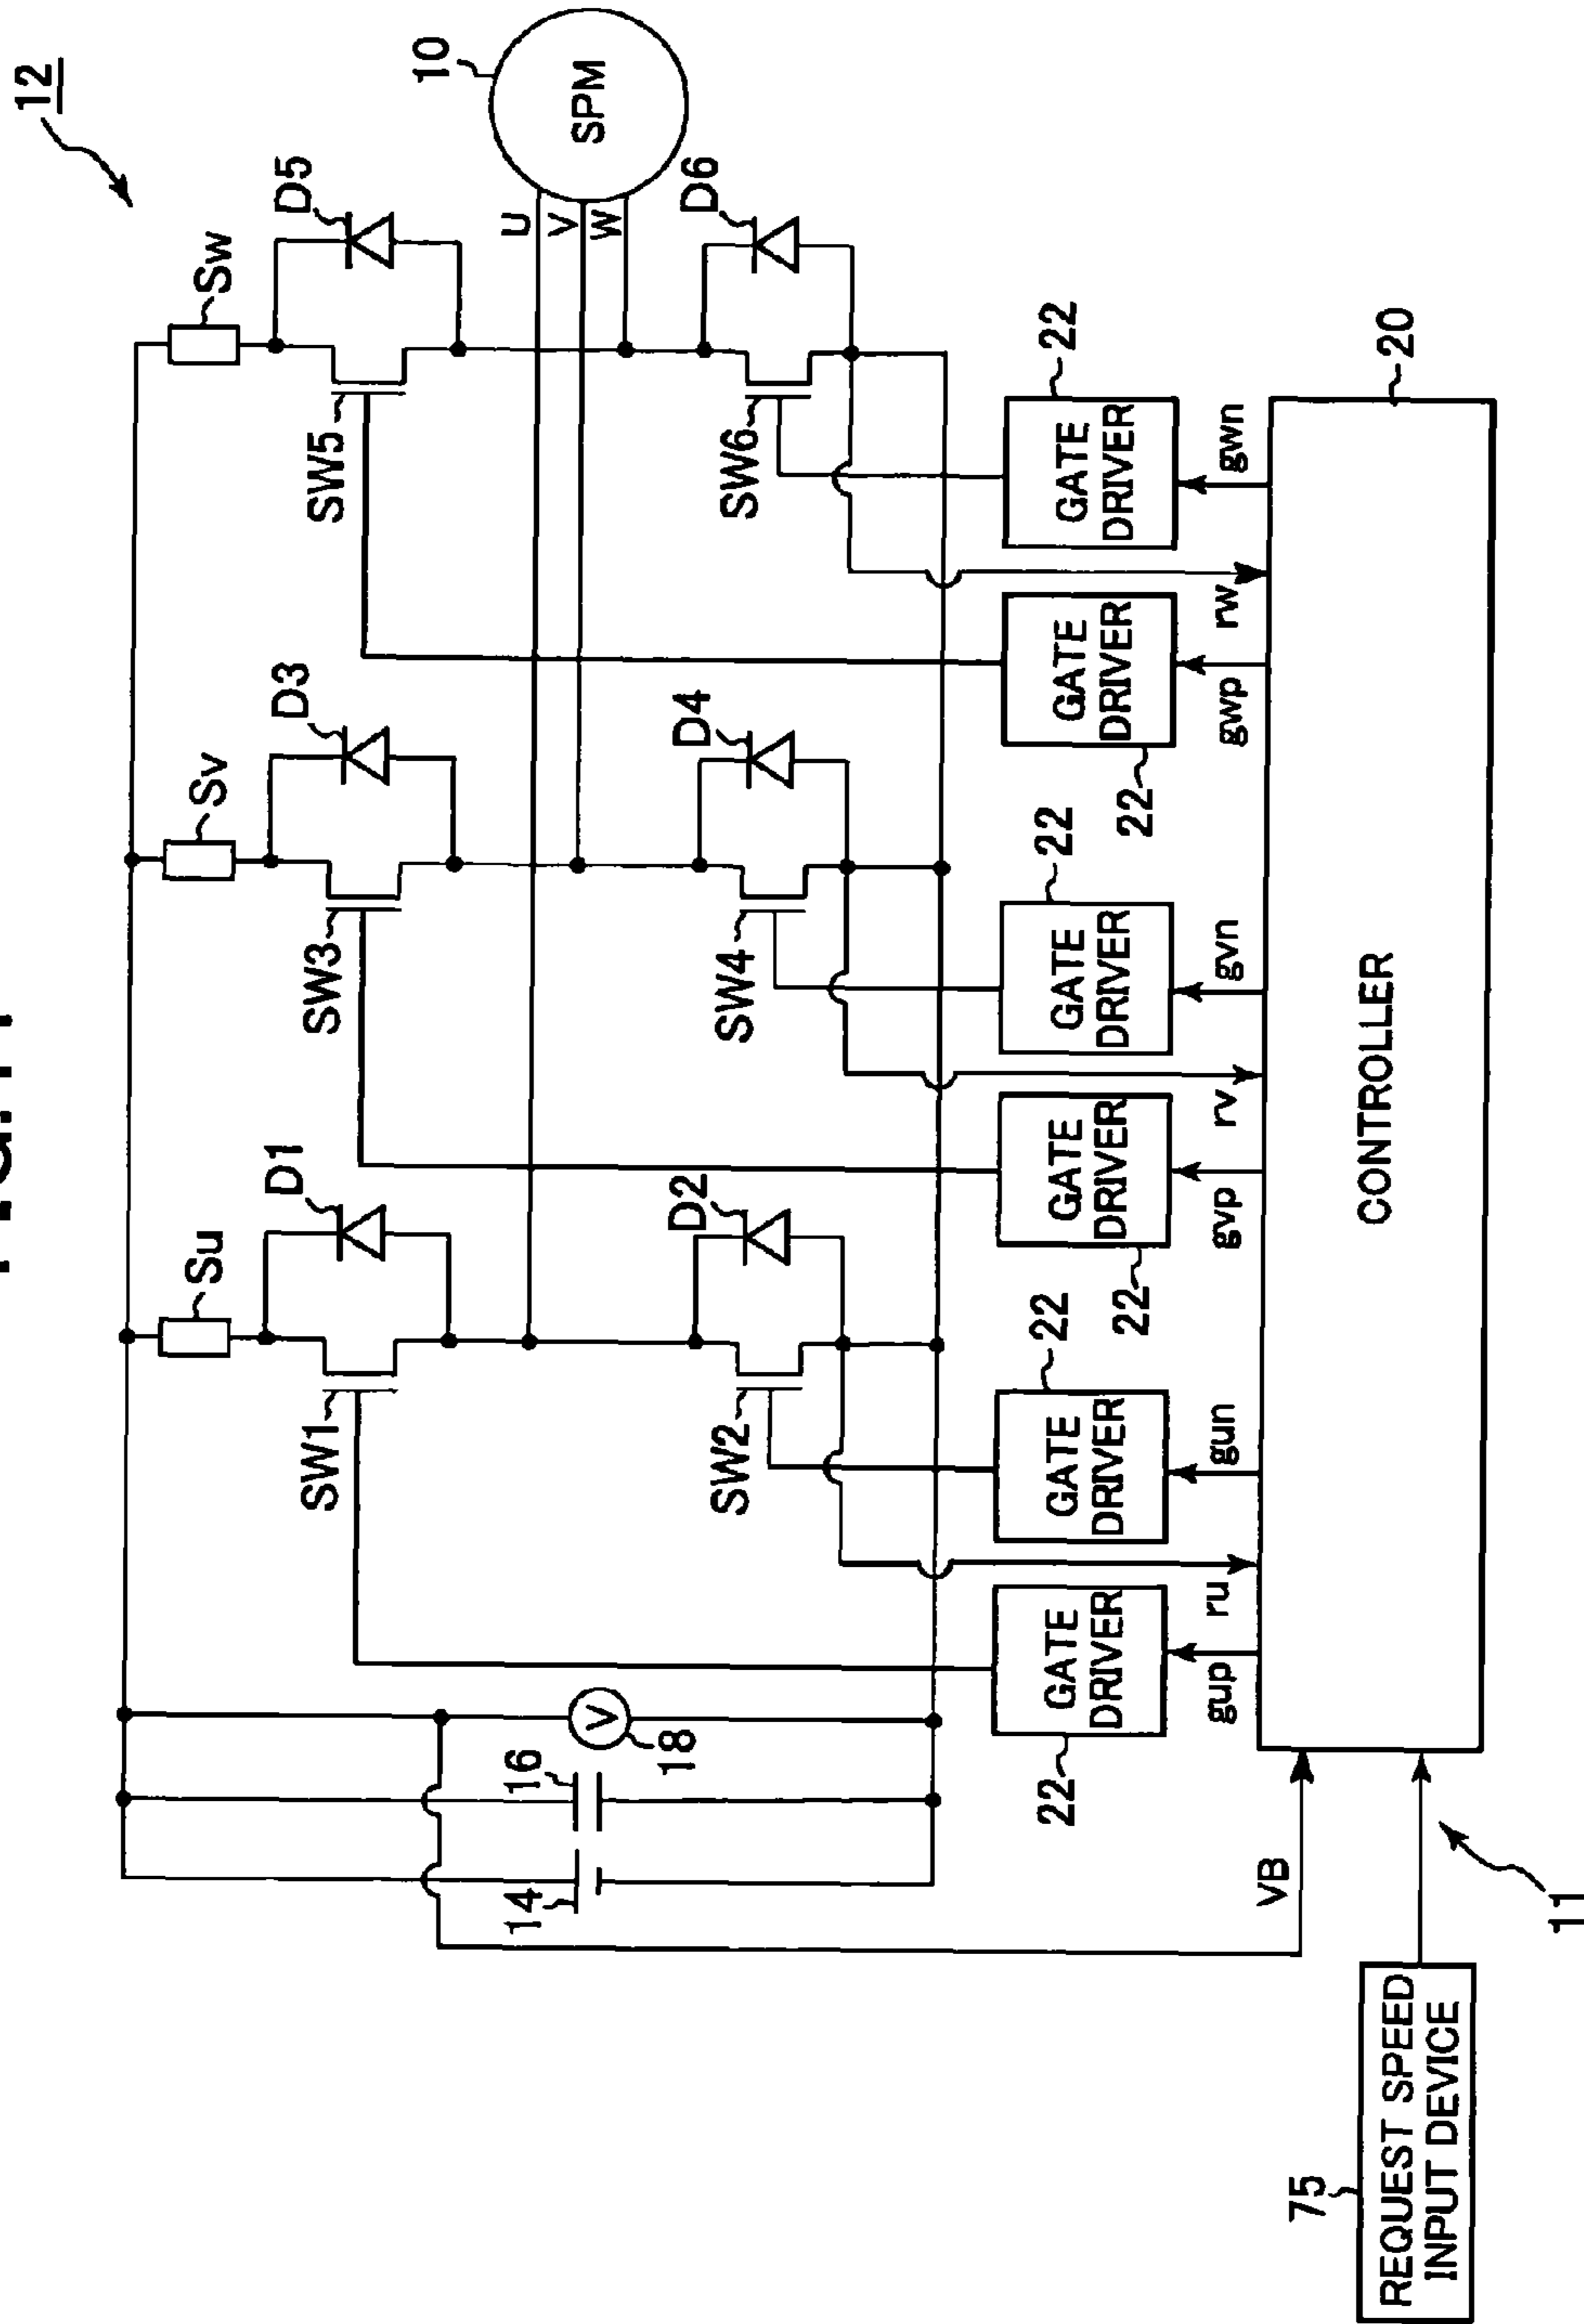 12
Su
Sv
Sw
D1
D3
D5
SW1
SW3
SW5
10
SPM
U
V
W
14
16
V
18
D2
D4
D6
SW2
SW4
SW6
22
22
22
GATE
DRIVER
GATE
DRIVER
GATE
DRIVER
GATE
DRIVER
GATE
DRIVER
GATE
DRIVER
22
22
22
gup
ru
gun
gvp
rv
gvn
gwp
rw
gwn
VB
20
CONTROLLER
75
REQUEST SPEED
INPUT DEVICE
11